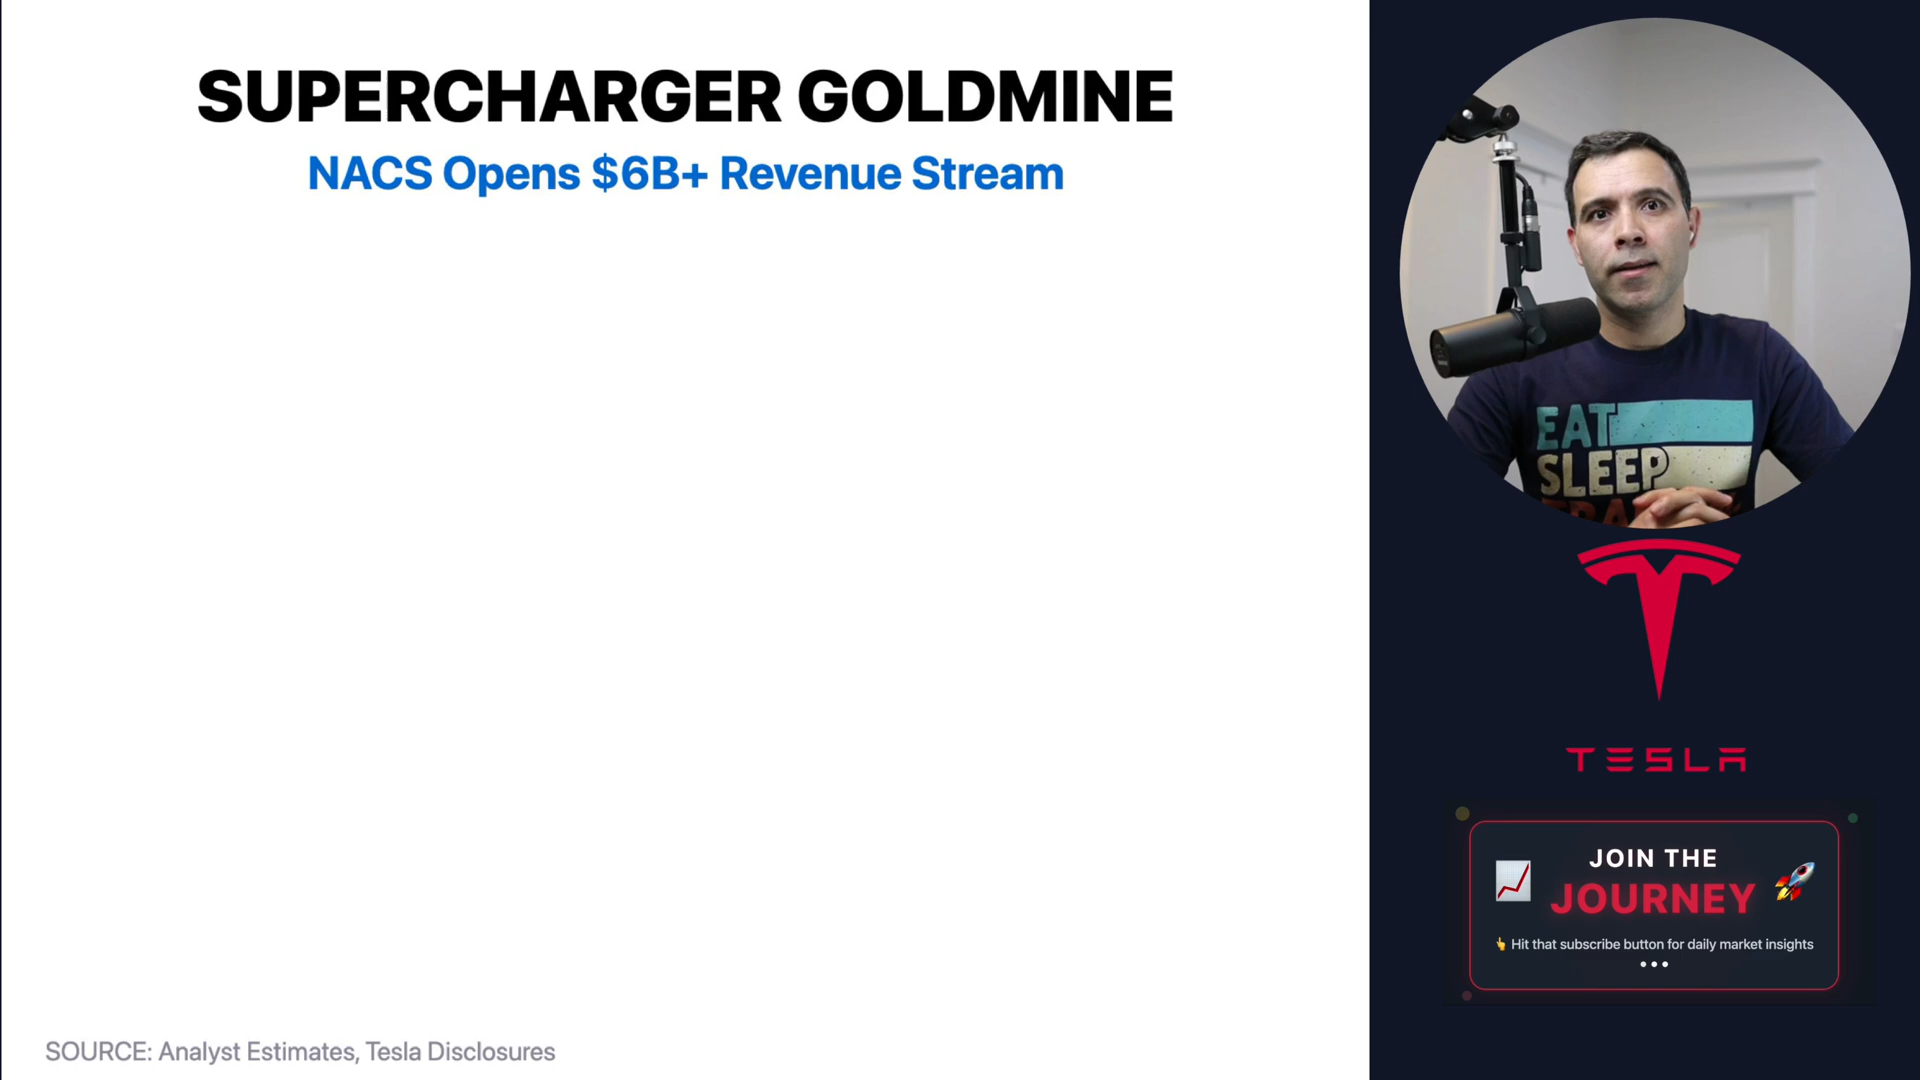 SUPERCHARGER GOLDMINE
NACS Opens $6B+ Revenue Stream
SOURCE: Analyst Estimates, Tesla Disclosures
EAT
SLEEP
TESLA
JOIN THE
JOURNEY
Hit that subscribe button for daily market insights